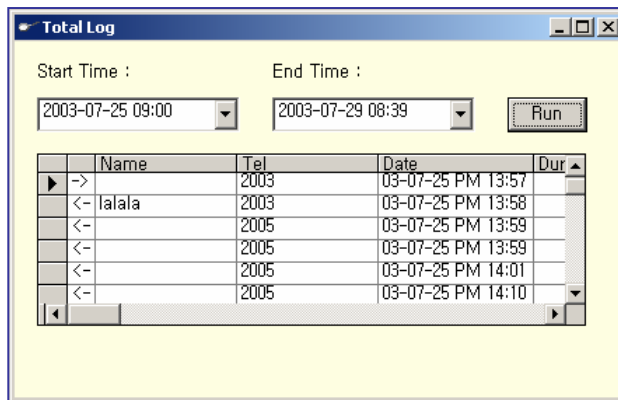 Total Log
Start Time : End Time :
2003-07-25 09:00 2003-07-29 08:39 Run
Name Tel Date Dur
-> 2003 03-07-25 PM 13:57
<- lalala 2003 03-07-25 PM 13:58
<- 2005 03-07-25 PM 13:59
<- 2005 03-07-25 PM 13:59
<- 2005 03-07-25 PM 14:01
<- 2005 03-07-25 PM 14:10